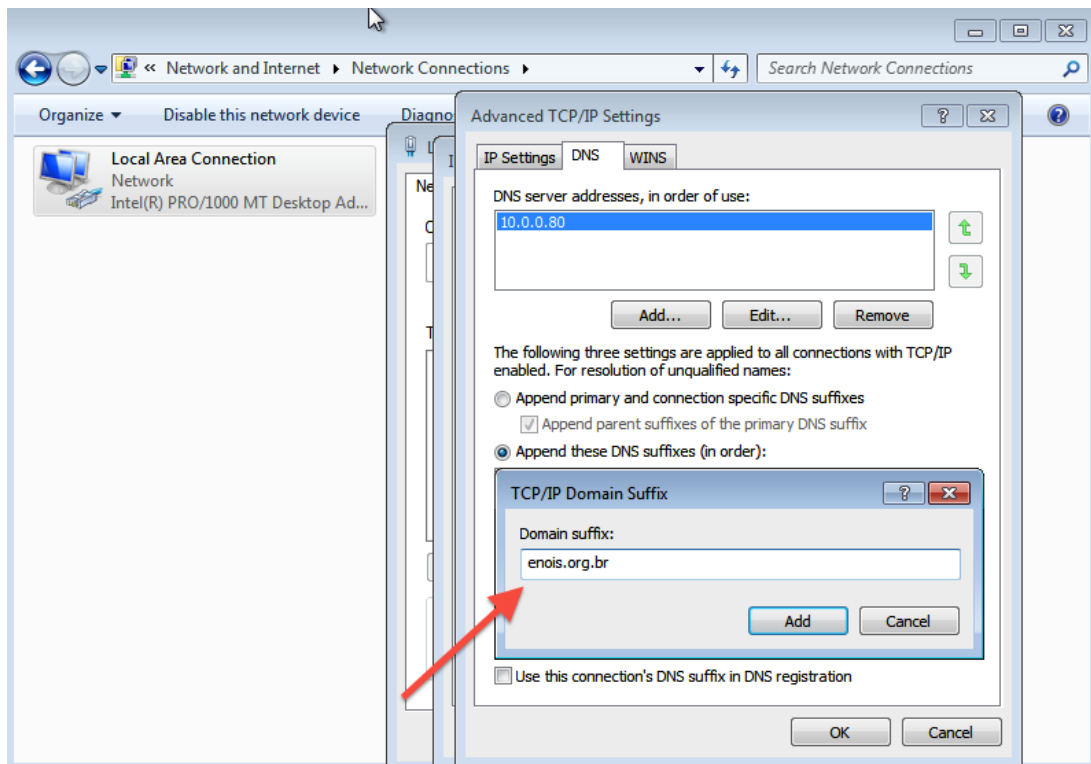 « Network and Internet Network Connections
Search Network Connections
Organize
Disable this network device
Diagno
Local Area Connection
Network
Intel(R) PRO/1000 MT Desktop Ad...
Advanced TCP/IP Settings
IP Settings
DNS
WINS
DNS server addresses, in order of use:
10.0.0.80
Add...
Edit...
Remove
The following three settings are applied to all connections with TCP/IP
enabled. For resolution of unqualified names:
Append primary and connection specific DNS suffixes
Append parent suffixes of the primary DNS suffix
Append these DNS suffixes (in order):
TCP/IP Domain Suffix
Domain suffix:
enois.org.br
Add
Cancel
Use this connection's DNS suffix in DNS registration
OK
Cancel